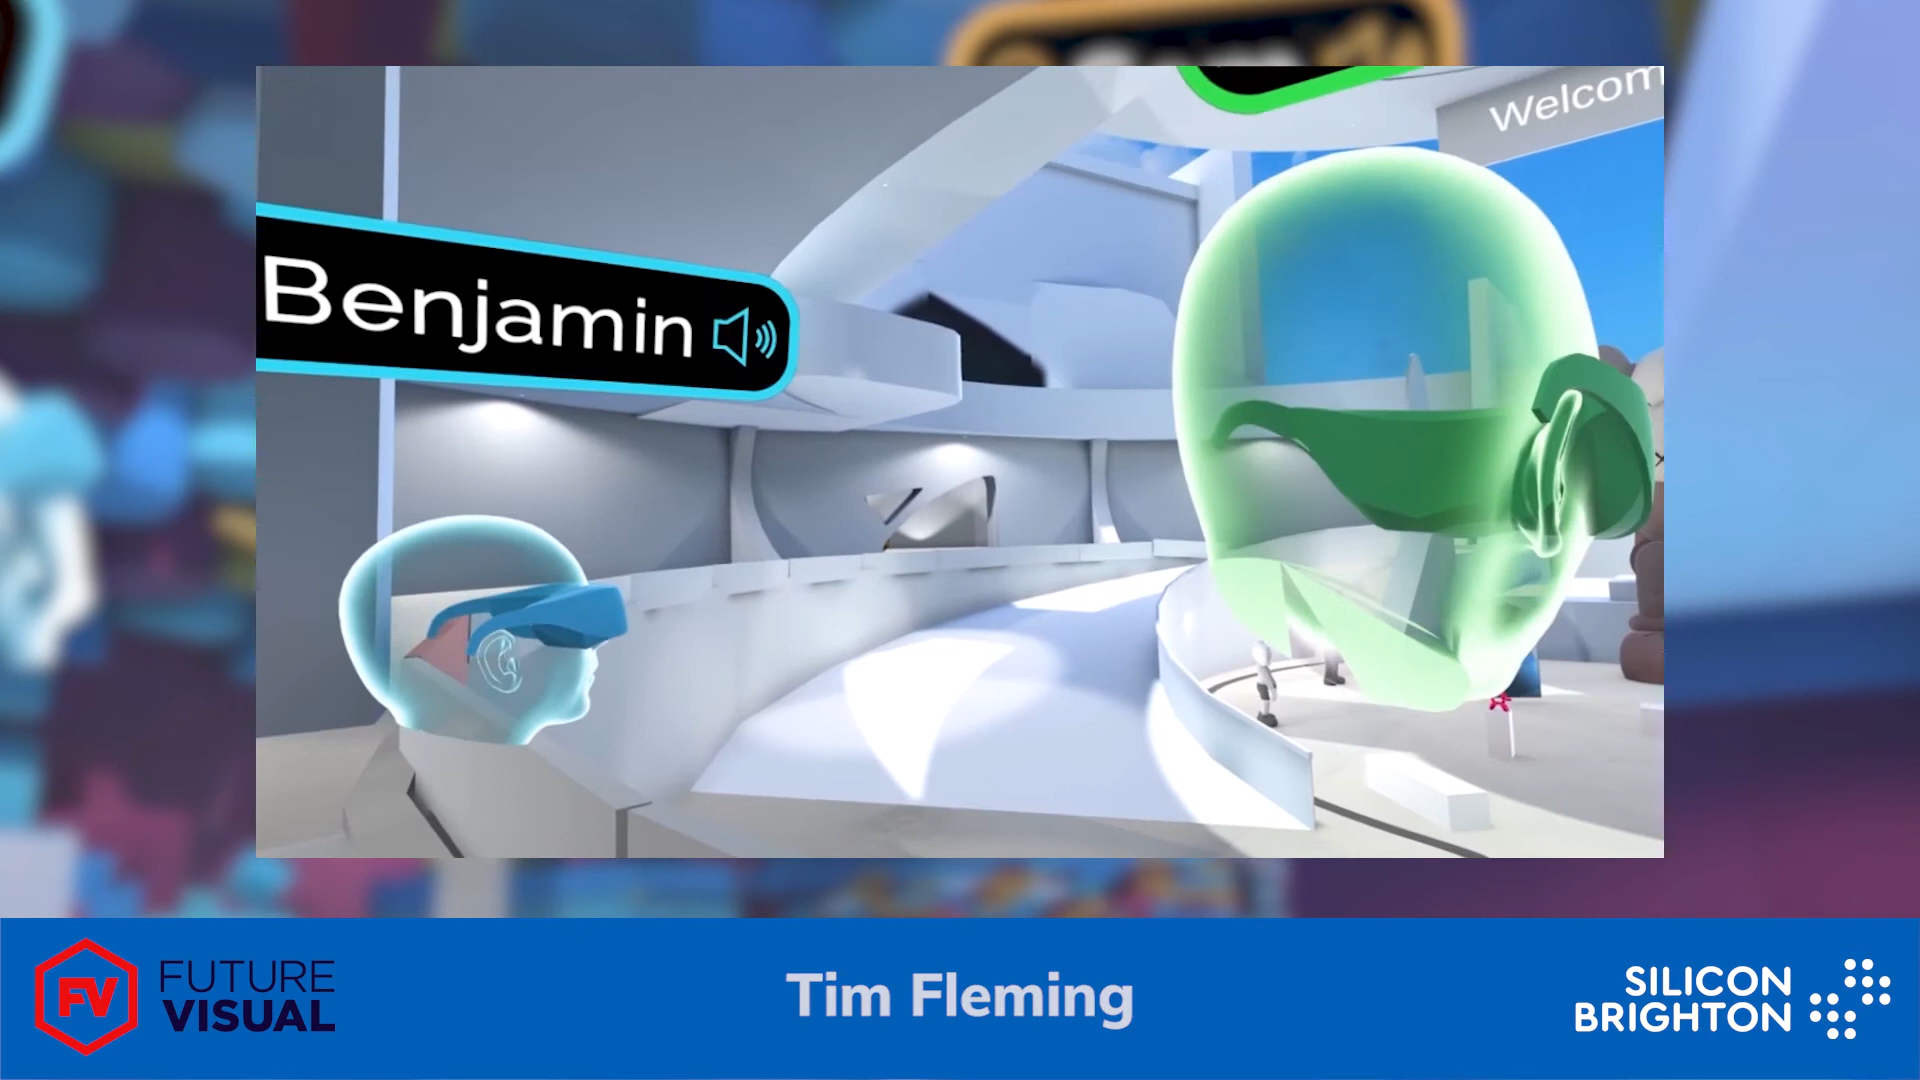 Welcom
Benjamin
FV
FUTURE
VISUAL
Tim Fleming
SILICON
BRIGHTON